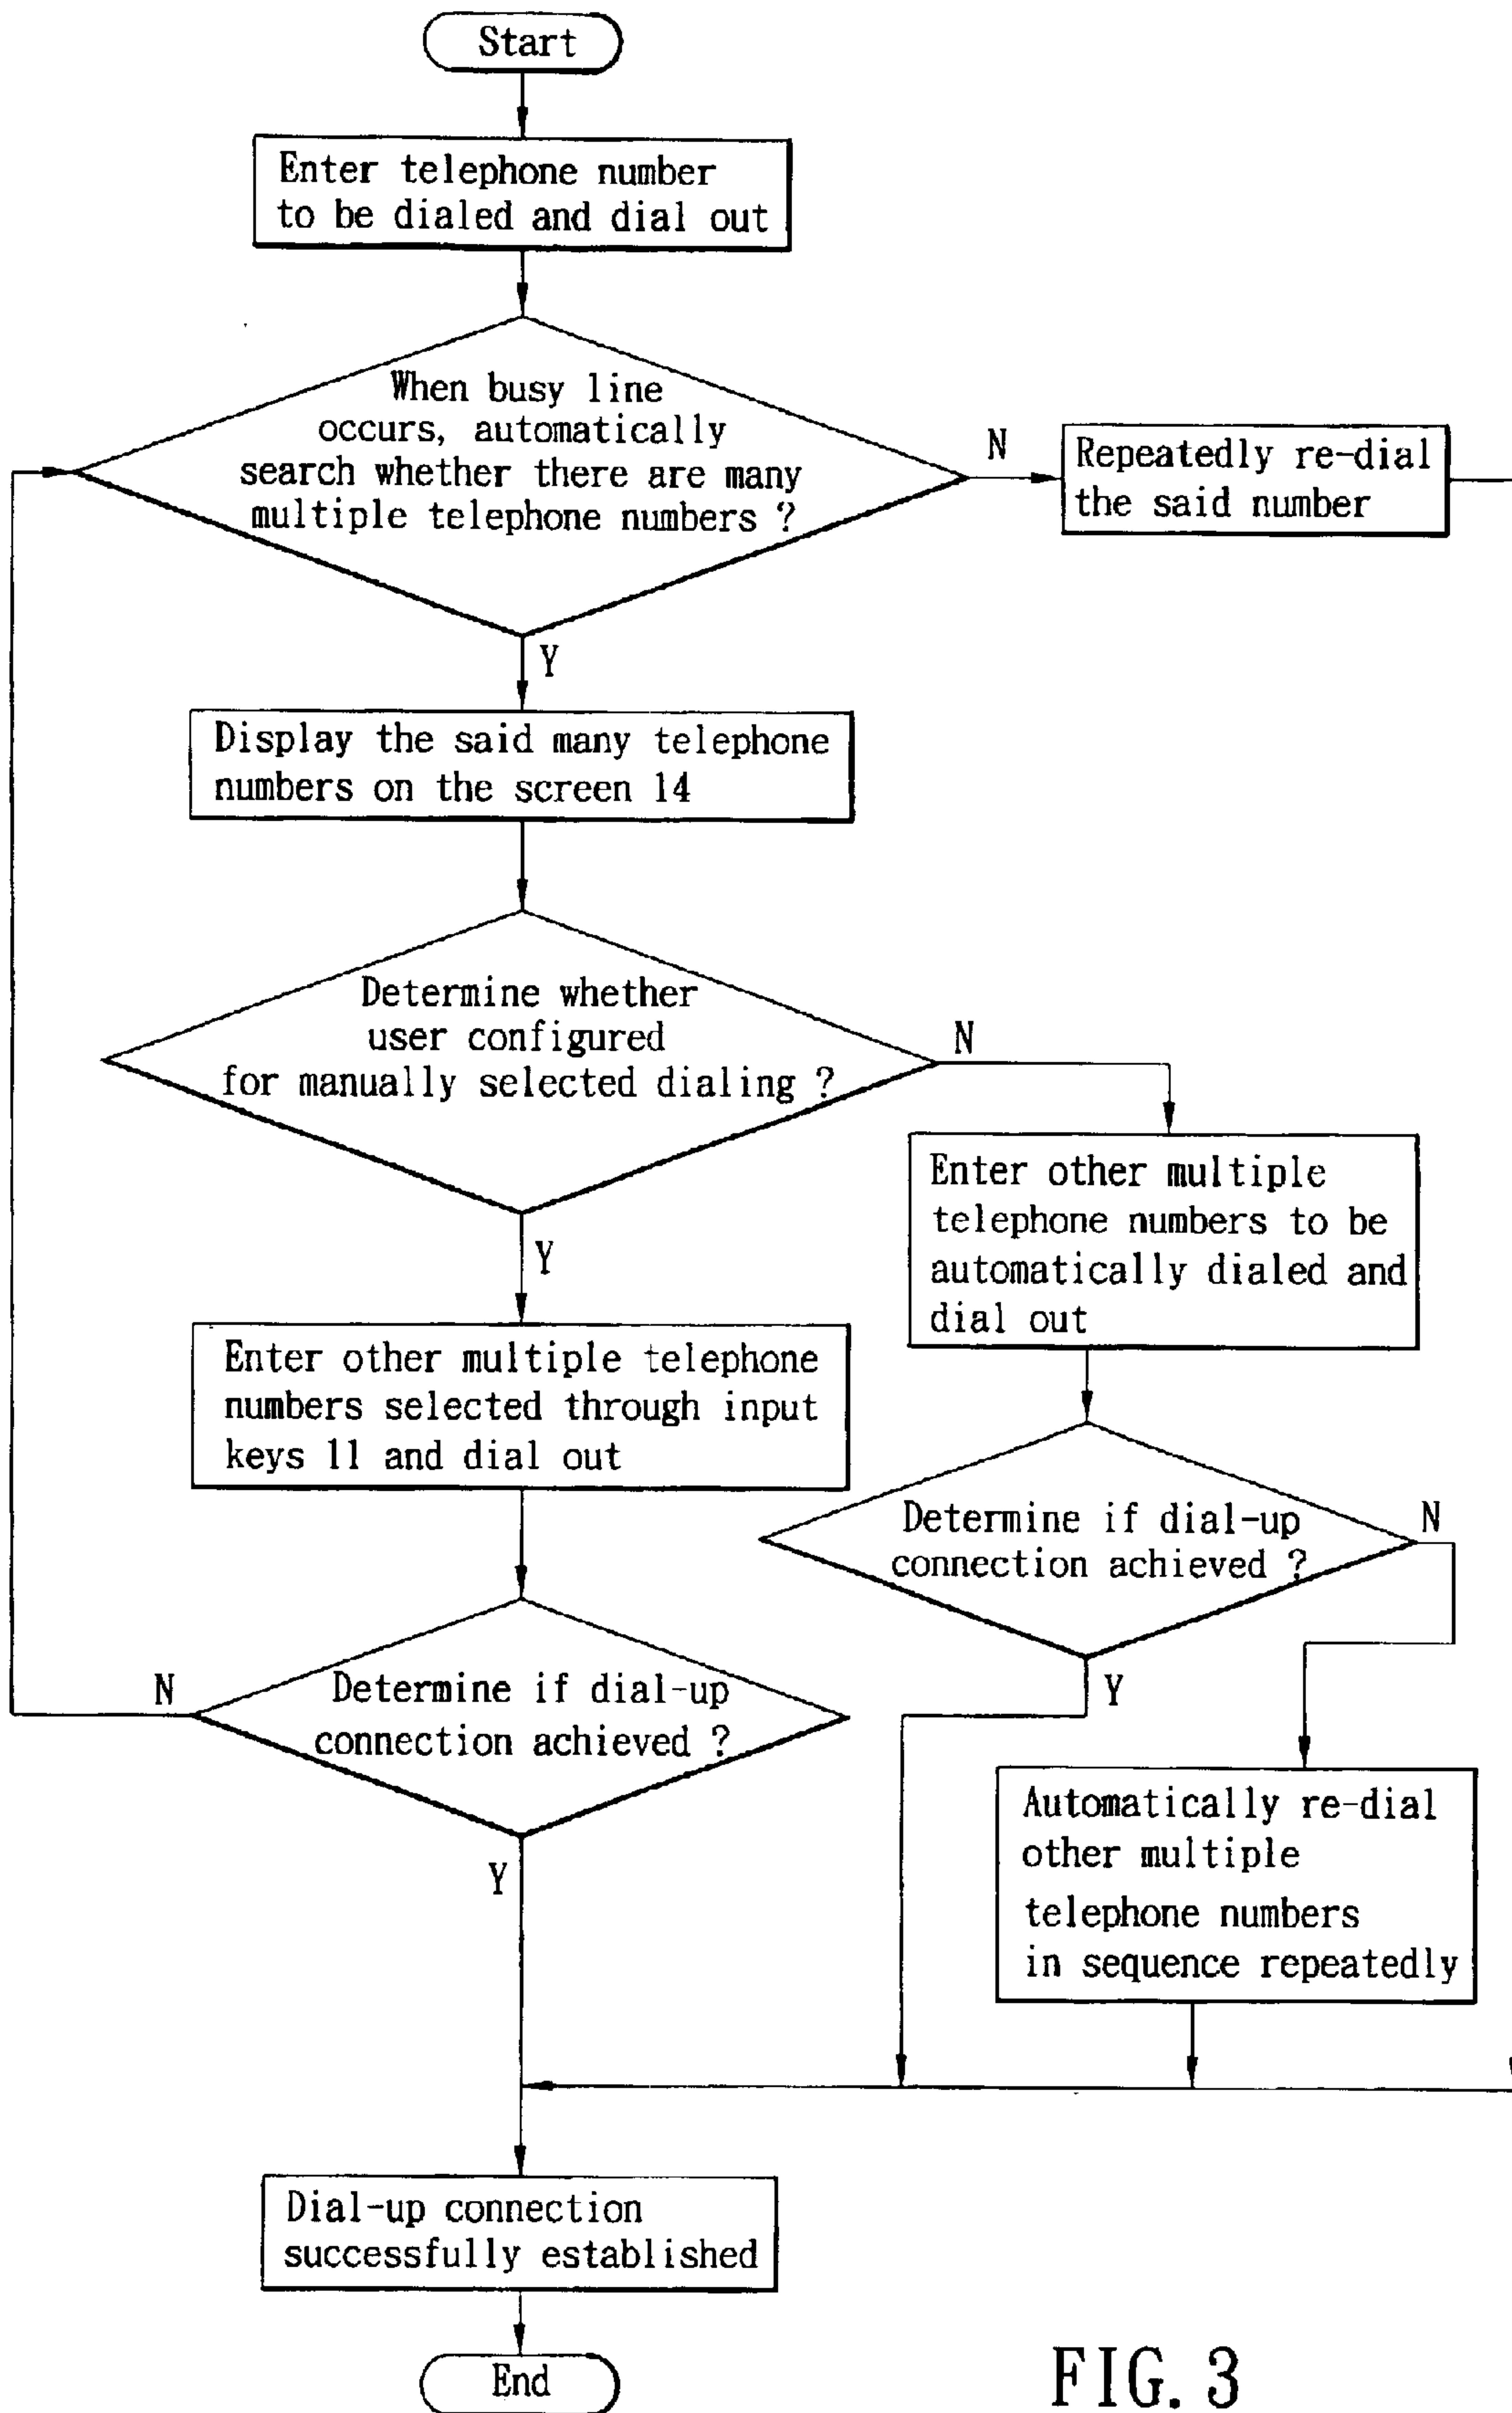 Start
Enter telephone number
to be dialed and dial out
When busy line
occurs, automatically
search whether there are many
multiple telephone numbers ?
N
Repeatedly re-dial
the said number
Y
Display the said many telephone
numbers on the screen 14
Determine whether
user configured
for manually selected dialing ?
N
Y
Enter other multiple
telephone numbers to be
automatically dialed and
dial out
Enter other multiple telephone
numbers selected through input
keys 11 and dial out
Determine if dial-up
connection achieved ?
N
Y
Determine if dial-up
connection achieved ?
N
Y
Automatically re-dial
other multiple
telephone numbers
in sequence repeatedly
Dial-up connection
successfully established
End
FIG. 3